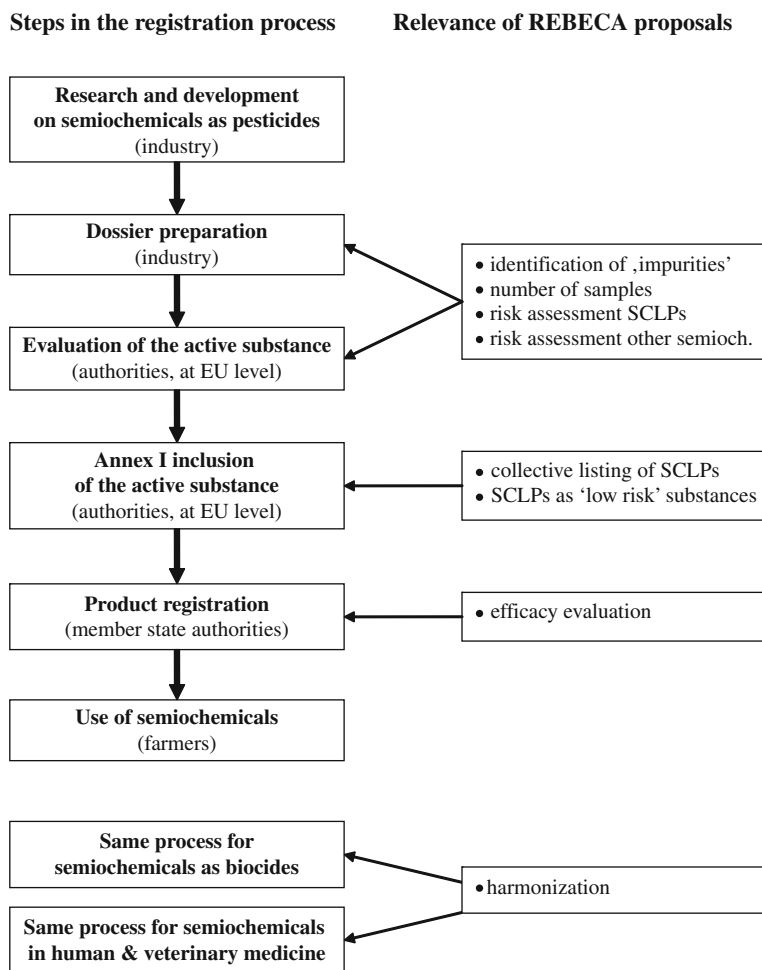 Steps in the registration process
Relevance of REBECA proposals
Research and development
on semiochemicals as pesticides
(industry)
Dossier preparation
(industry)
• identification of ‚impurities’
• number of samples
• risk assessment SCLPs
• risk assessment other semioch.
Evaluation of the active substance
(authorities, at EU level)
Annex I inclusion
of the active substance
(authorities, at EU level)
• collective listing of SCLPs
• SCLPs as ‘low risk’ substances
Product registration
(member state authorities)
• efficacy evaluation
Use of semiochemicals
(farmers)
Same process for
semiochemicals as biocides
• harmonization
Same process for semiochemicals
in human & veterinary medicine